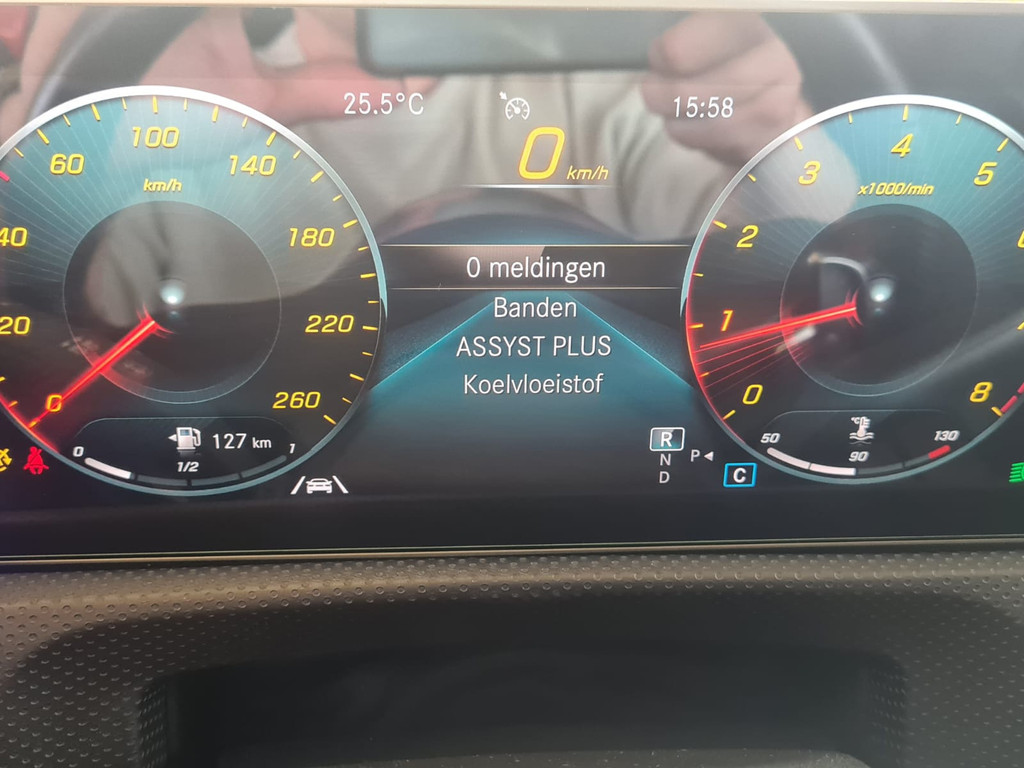 25.5°C
15:58
0 km/h
20
40
60
100
140
180
220
260
0
km/h
0 meldingen
Banden
ASSYST PLUS
Koelvloeistof
0
1
2
3
4
5
8
x1000/min
127 km
0
1/2
1
R
N
D
P
C
°C
50
90
130